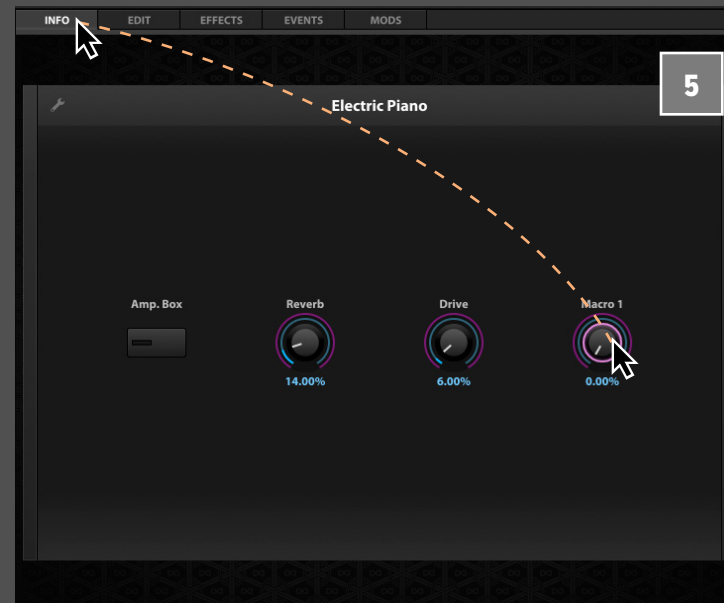 INFO EDIT EFFECTS EVENTS MODS
5
Electric Piano
Amp. Box Reverb Drive Macro 1
14.00% 6.00% 0.00%